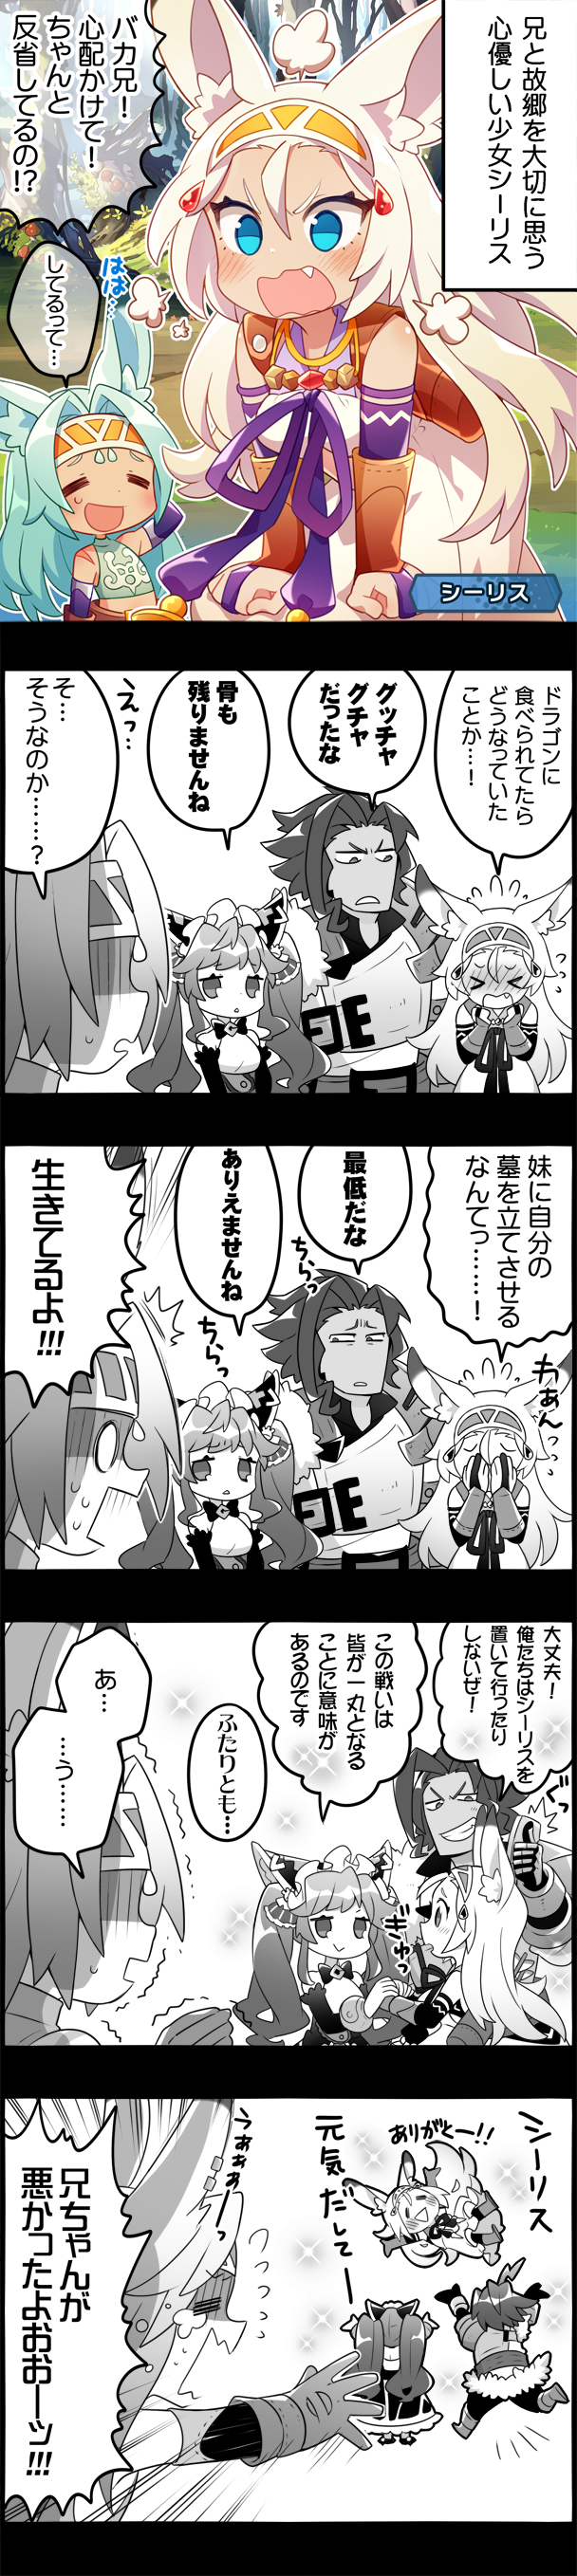 兄と故郷を大切に思う
心優しい少女シーリス
バカ兄！
心配かけて！
ちゃんと
反省してるの!?
はは…
してるって…
シーリス
ドラゴンに
食べられてたら
どうなっていた
ことか…！
グッチャ
グチャ
だったな
骨も
残りませんね
えっ…
そ…
そうなのか……？
妹に自分の
墓を立てさせる
なんてっ……！
わぁん
最低だな
ちらっ
ありえませんね
ちらっ
生きてるよ!!!
大丈夫！
俺たちはシーリスを
置いて行ったり
しないぜ！
ぐっ
この戦いは
皆が一丸となる
ことに意味が
あるのです
ぎゅっ
ふたりとも…
あ…
…う……
シーリス
ありがとー!!
元気だしてー
うぁぁぁーっ
兄ちゃんが
悪かったよおおーッ!!!